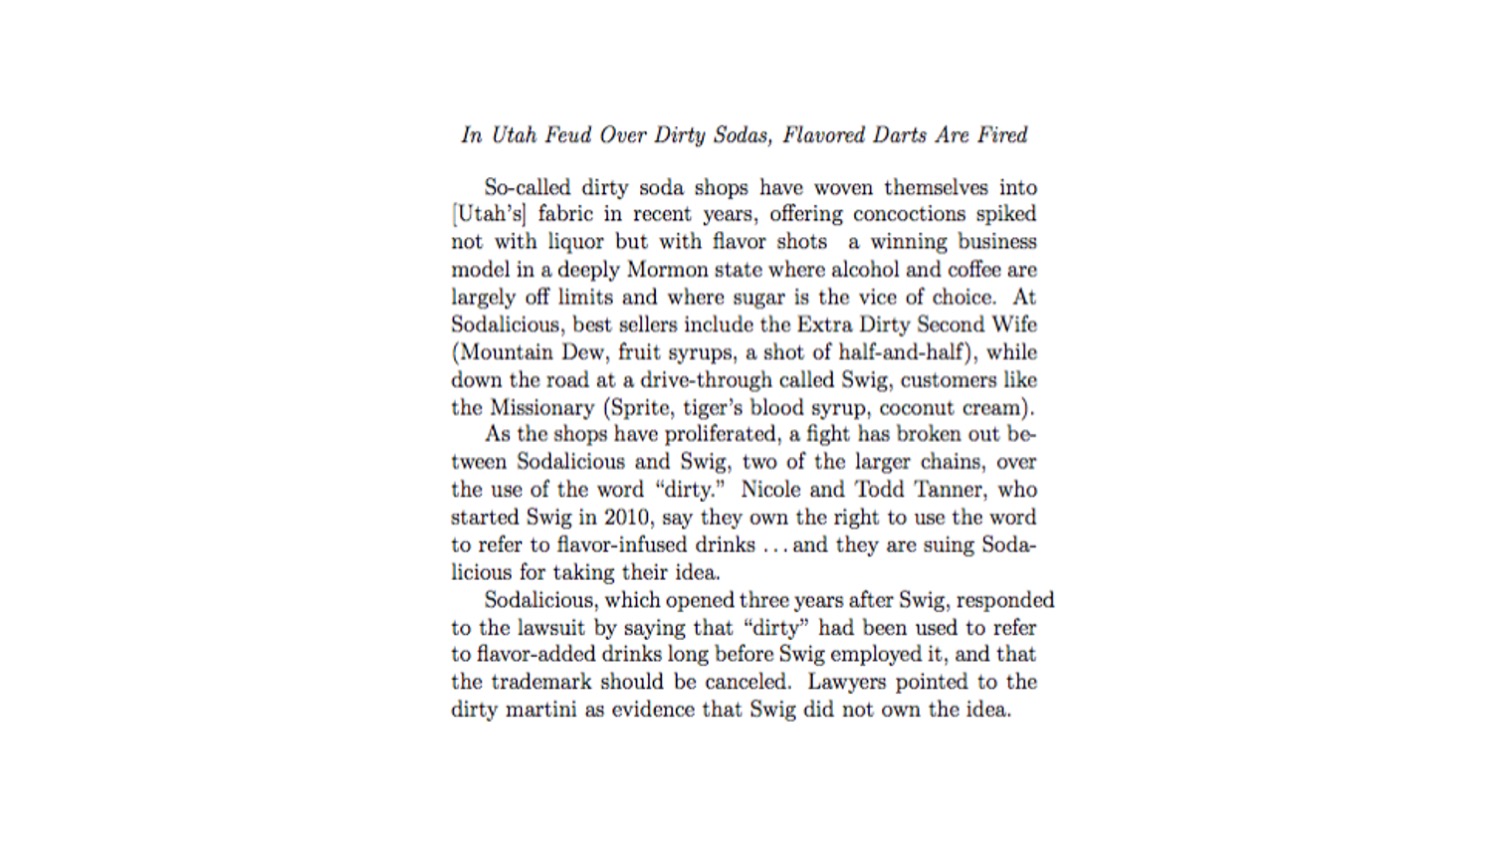 In Utah Feud Over Dirty Sodas, Flavored Darts Are Fired
So-called dirty soda shops have woven themselves into
[Utah's] fabric in recent years, offering concoctions spiked
not with liquor but with flavor shots a winning business
model in a deeply Mormon state where alcohol and coffee are
largely off limits and where sugar is the vice of choice. At
Sodalicious, best sellers include the Extra Dirty Second Wife
(Mountain Dew, fruit syrups, a shot of half-and-half), while
down the road at a drive-through called Swig, customers like
the Missionary (Sprite, tiger's blood syrup, coconut cream).
As the shops have proliferated, a fight has broken out be-
tween Sodalicious and Swig, two of the larger chains, over
the use of the word “dirty.” Nicole and Todd Tanner, who
started Swig in 2010, say they own the right to use the word
to refer to flavor-infused drinks ... and they are suing Soda-
licious for taking their idea.
Sodalicious, which opened three years after Swig, responded
to the lawsuit by saying that “dirty” had been used to refer
to flavor-added drinks long before Swig employed it, and that
the trademark should be canceled. Lawyers pointed to the
dirty martini as evidence that Swig did not own the idea.